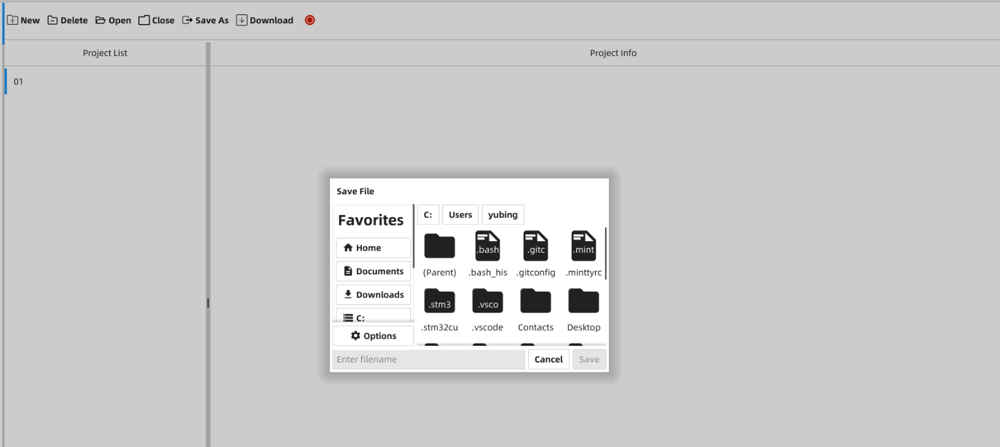 New Delete Open Close Save As Download
Project List
Project Info
01
Save File
Favorites
Home
Documents
Downloads
C:
Options
C: Users yubing
.bash .gitc .mint
(Parent) .bash_his .gitconfig .minttyrc
.stm3 .vsco
.stm32cu .vscode Contacts Desktop
Enter filename
Cancel Save